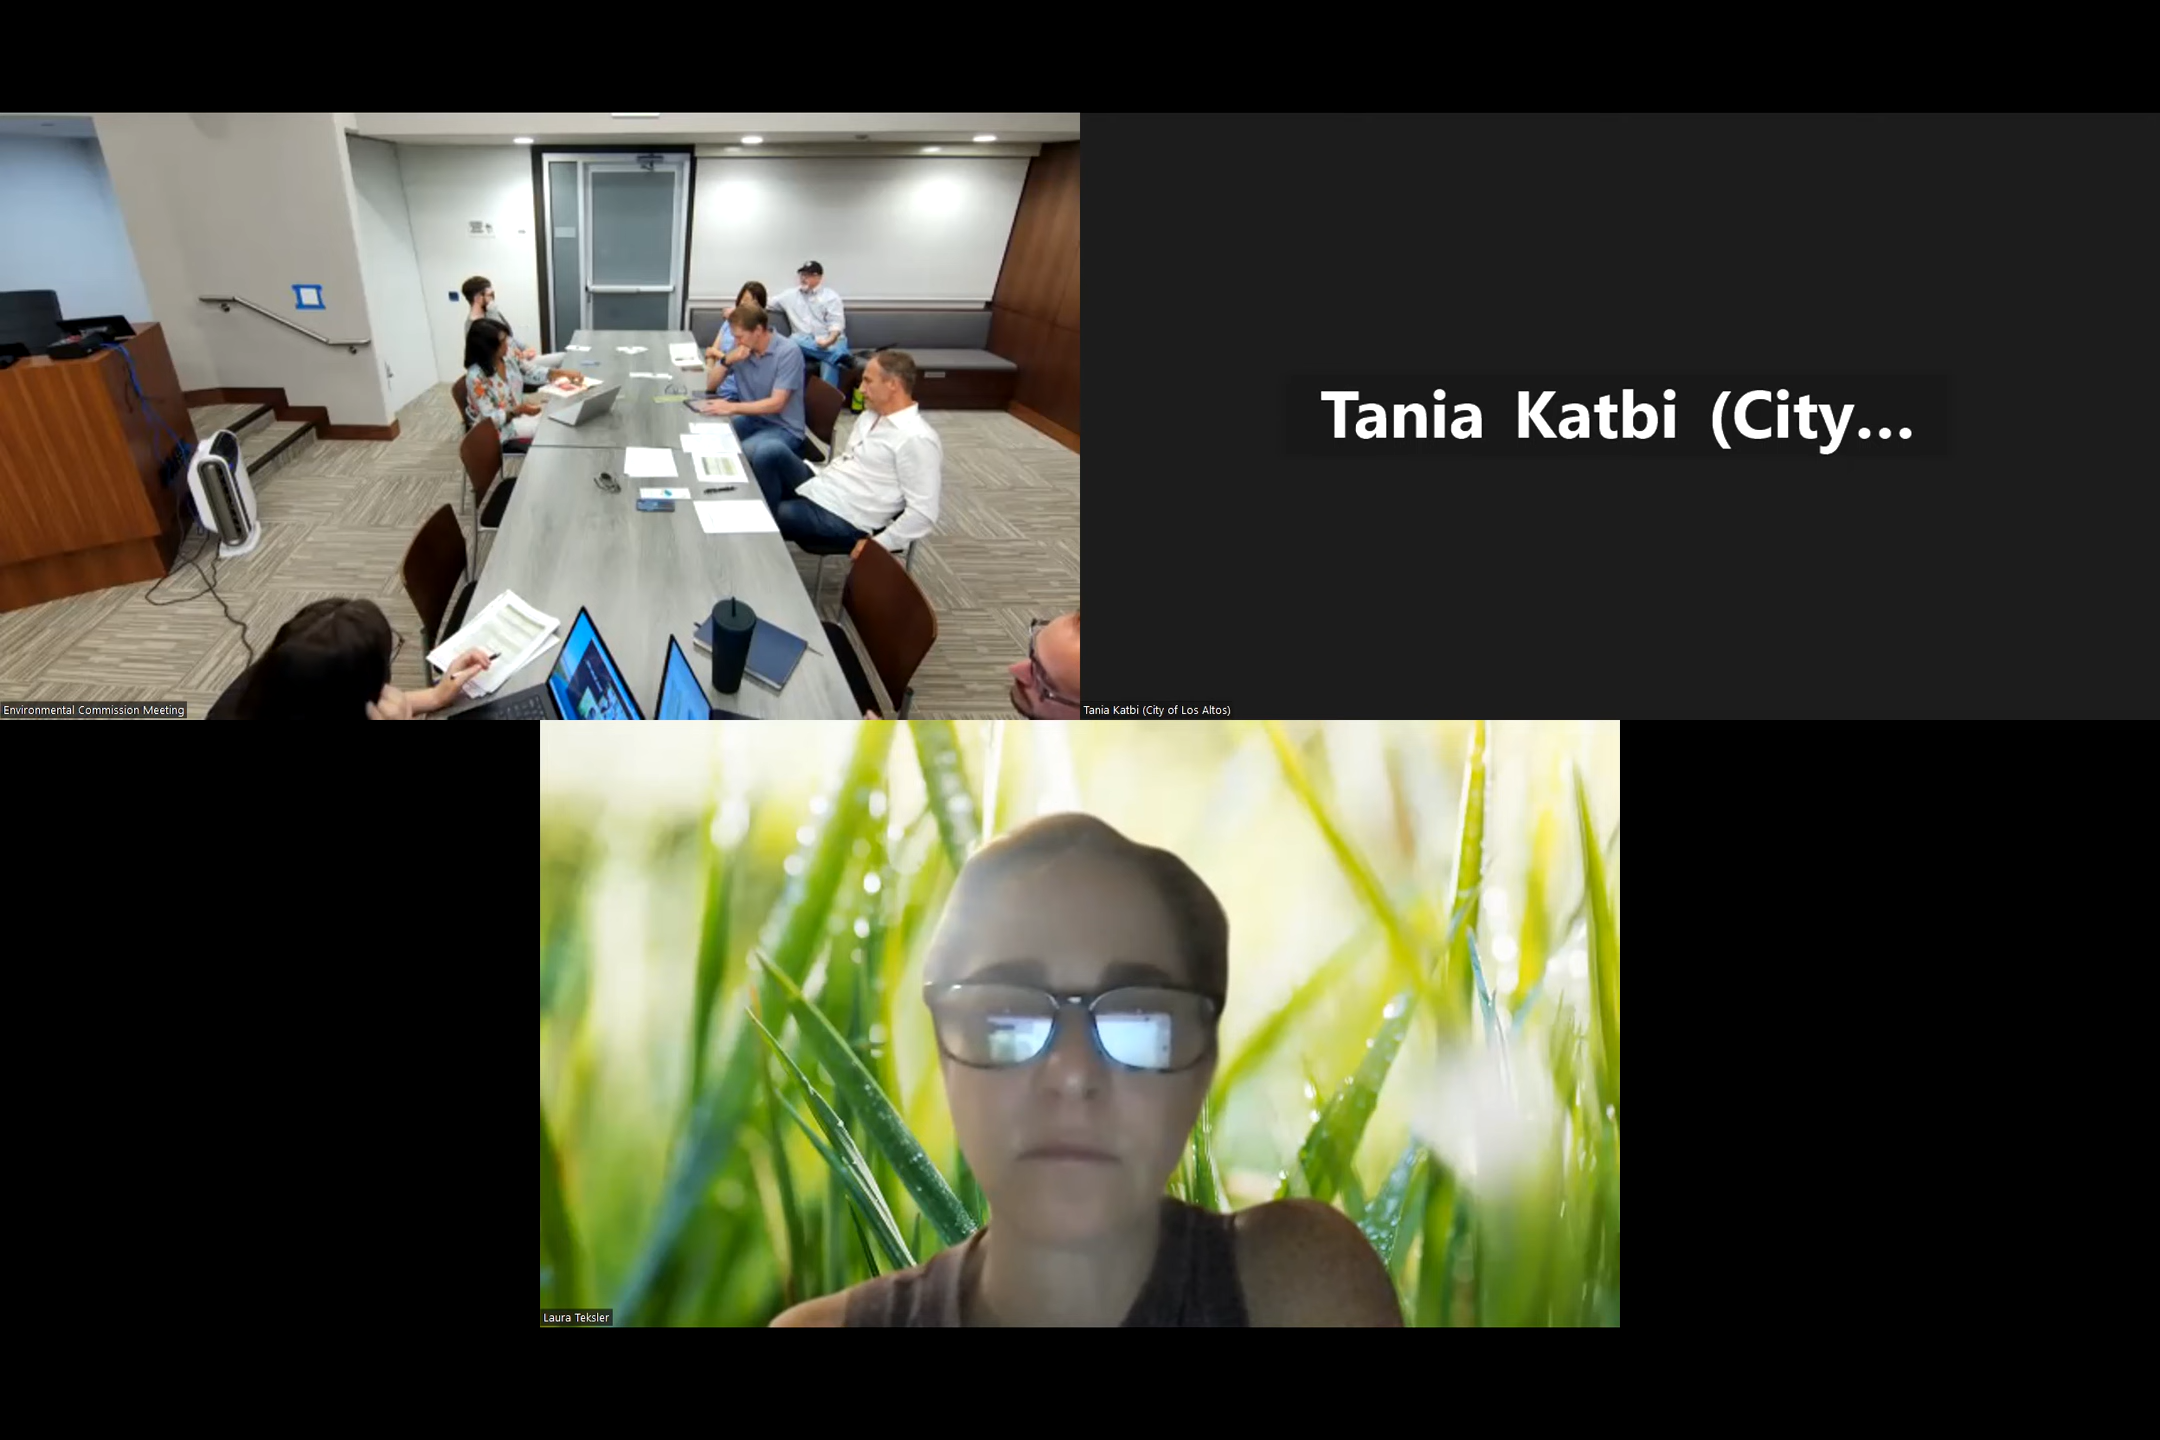 Tania Katbi (City...
Environmental Commission Meeting
Tania Katbi (City of Los Altos)
Laura Teksler